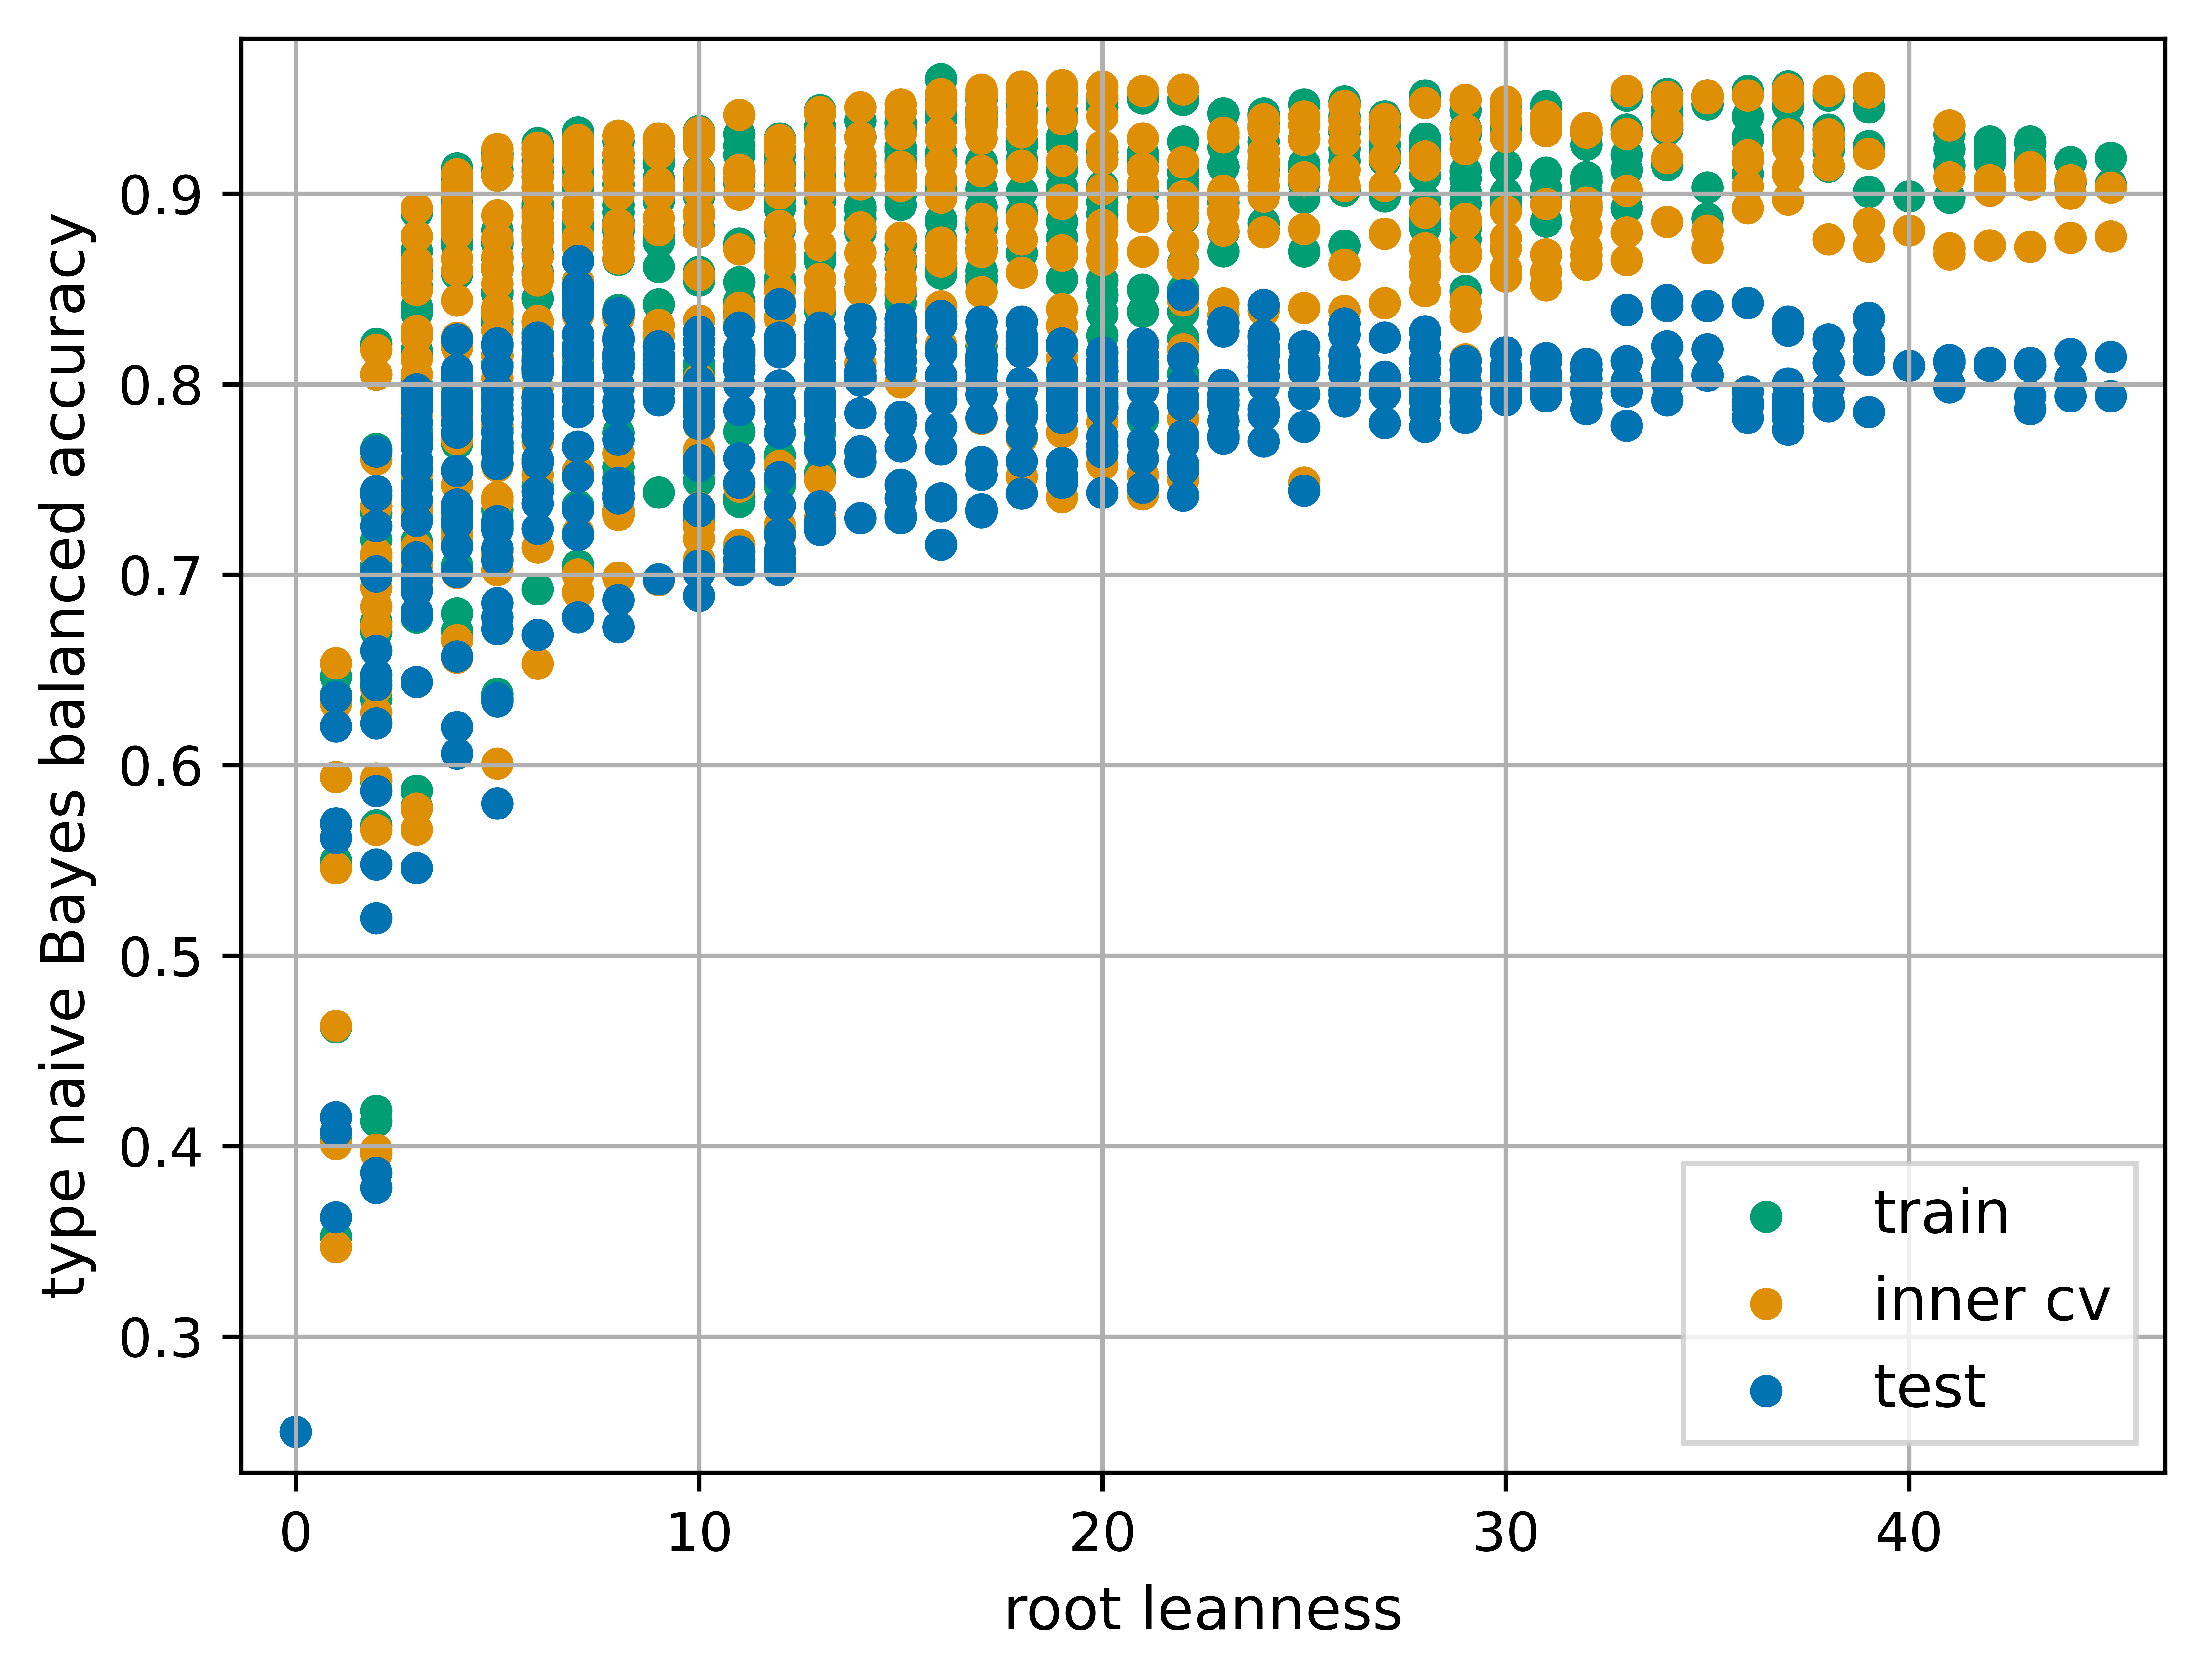 type naive Bayes balanced accuracy
0.9
0.8
0.7
0.6
0.5
0.4
0.3
0
10
20
30
40
root leanness
train
inner cv
test